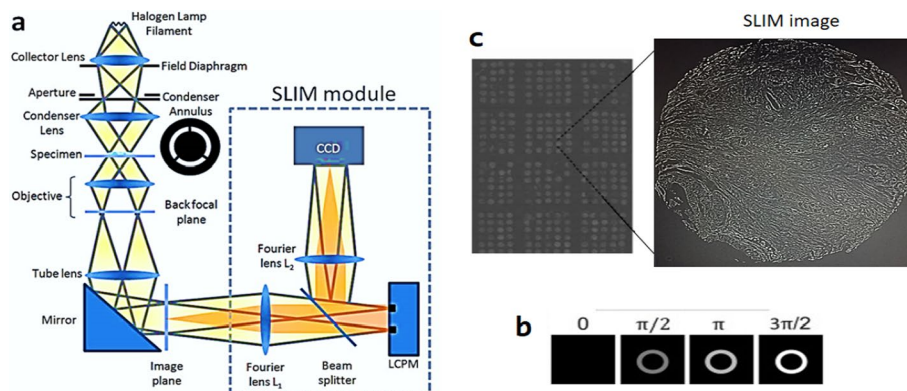 a
Halogen Lamp
Filament
Collector Lens
Field Diaphragm
Aperture
Condenser
Annulus
Condenser
Lens
SLIM module
Specimen
CCD
Objective
Back focal
plane
Fourier
lens L₂
Tube lens
Mirror
Image
plane
Fourier
lens L₁
Beam
splitter
LCPM
c
SLIM image
b
0
π/2
π
3π/2